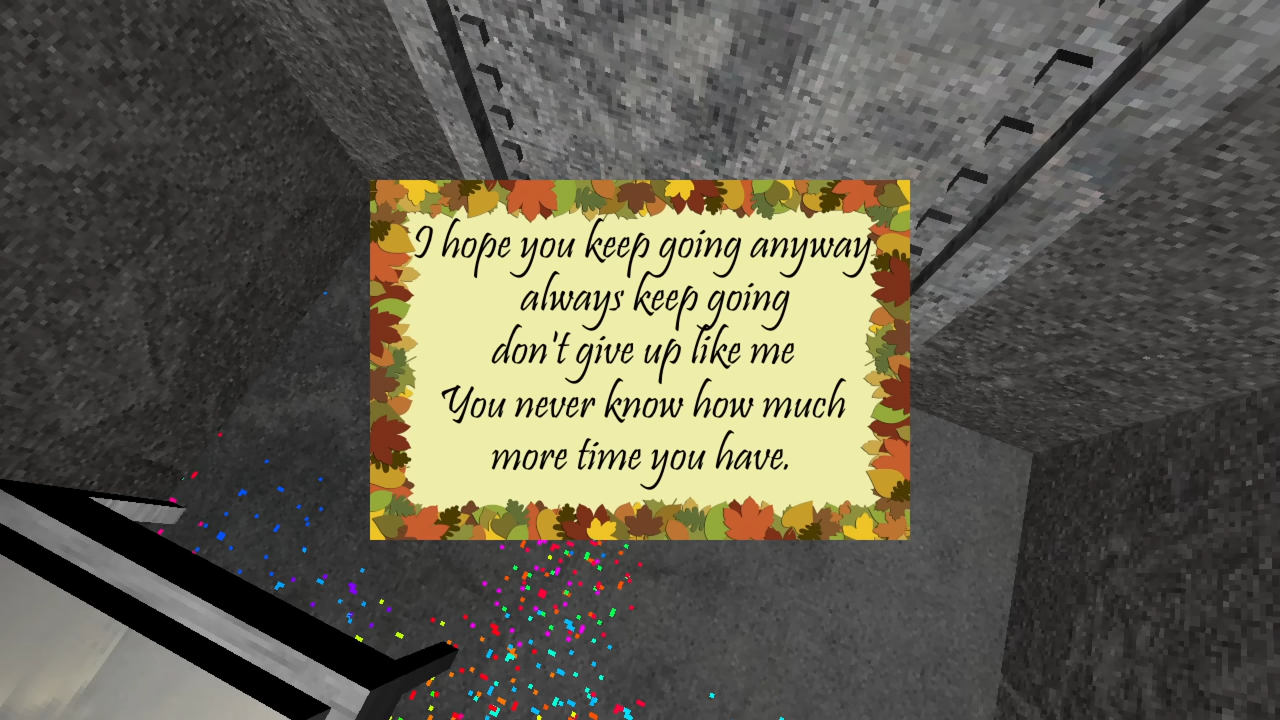 I hope you keep going anyway
always keep going
don't give up like me
You never know how much
more time you have.